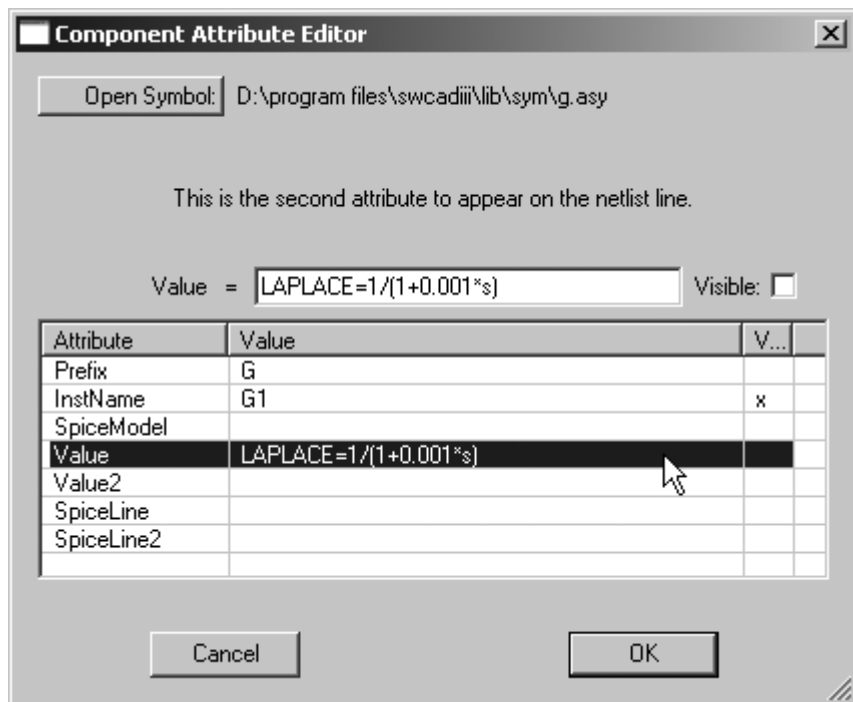 Component Attribute Editor
Open Symbol: D:\program files\swcadiii\lib\sym\g.asy
This is the second attribute to appear on the netlist line.
Value = LAPLACE=1/(1+0.001*s) Visible:
Attribute Value V...
Prefix G
InstName G1 x
SpiceModel
Value LAPLACE=1/(1+0.001*s)
Value2
SpiceLine
SpiceLine2
Cancel OK